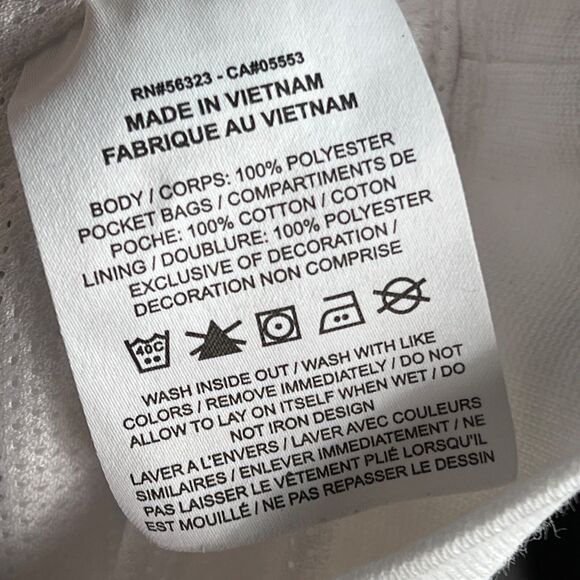 RN#56323 - CA#05553
MADE IN VIETNAM
FABRIQUE AU VIETNAM
BODY / CORPS: 100% POLYESTER
POCKET BAGS / COMPARTIMENTS DE
POCHE: 100% COTTON / COTON
LINING / DOUBLURE: 100% POLYESTER
EXCLUSIVE OF DECORATION /
DECORATION NON COMPRISE
40C
WASH INSIDE OUT / WASH WITH LIKE
COLORS / REMOVE IMMEDIATELY / DO NOT
ALLOW TO LAY ON ITSELF WHEN WET / DO
NOT IRON DESIGN
LAVER A L'ENVERS / LAVER AVEC COULEURS
SIMILAIRES / ENLEVER IMMEDIATEMENT / NE
PAS LAISSER LE VÊTEMENT PLIÉ LORSQU'IL
EST MOUILLÉ / NE PAS REPASSER LE DESSIN